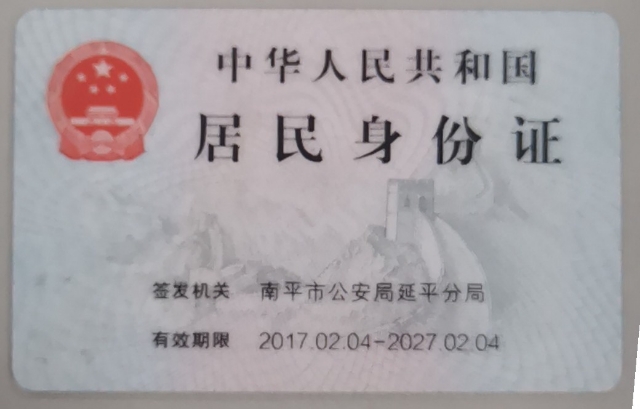 中华人民共和国
居民身份证
签发机关 南平市公安局延平分局
有效期限 2017.02.04-2027.02.04